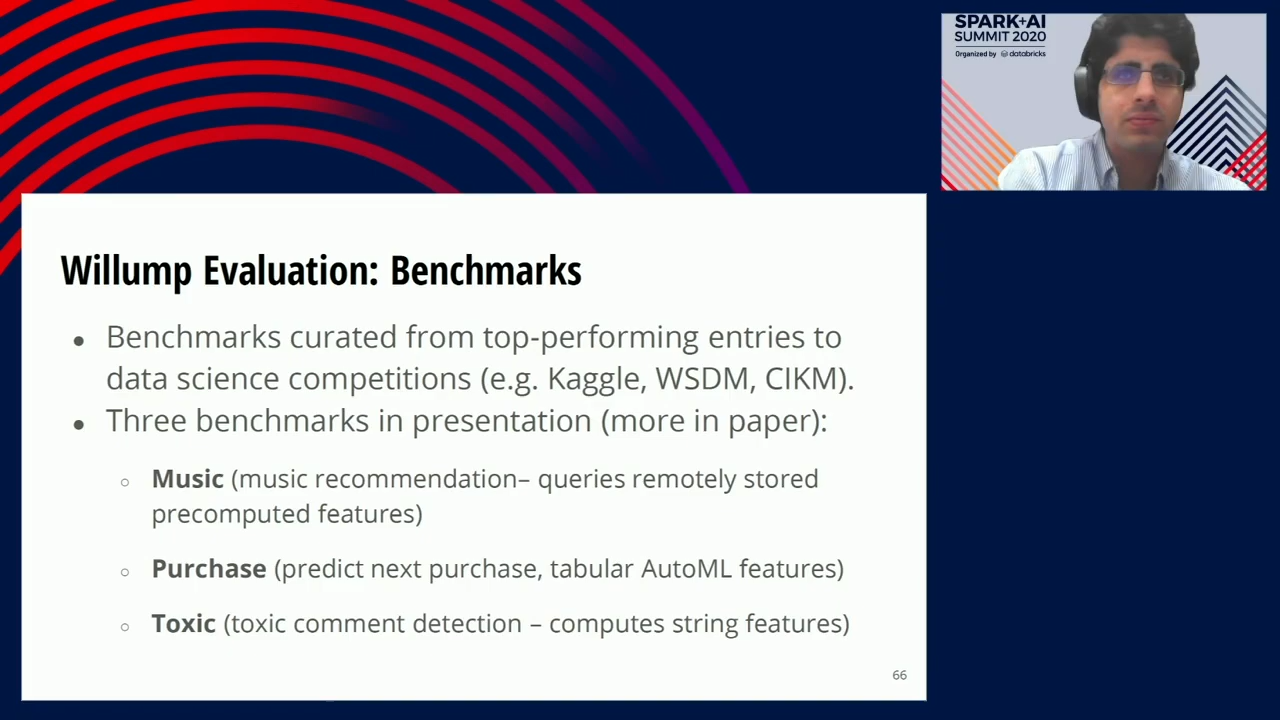 SPARK+AI
SUMMIT 2020
Organized by databricks
Willump Evaluation: Benchmarks
● Benchmarks curated from top-performing entries to
data science competitions (e.g. Kaggle, WSDM, CIKM).
● Three benchmarks in presentation (more in paper):
○ Music (music recommendation– queries remotely stored
precomputed features)
○ Purchase (predict next purchase, tabular AutoML features)
○ Toxic (toxic comment detection – computes string features)
66